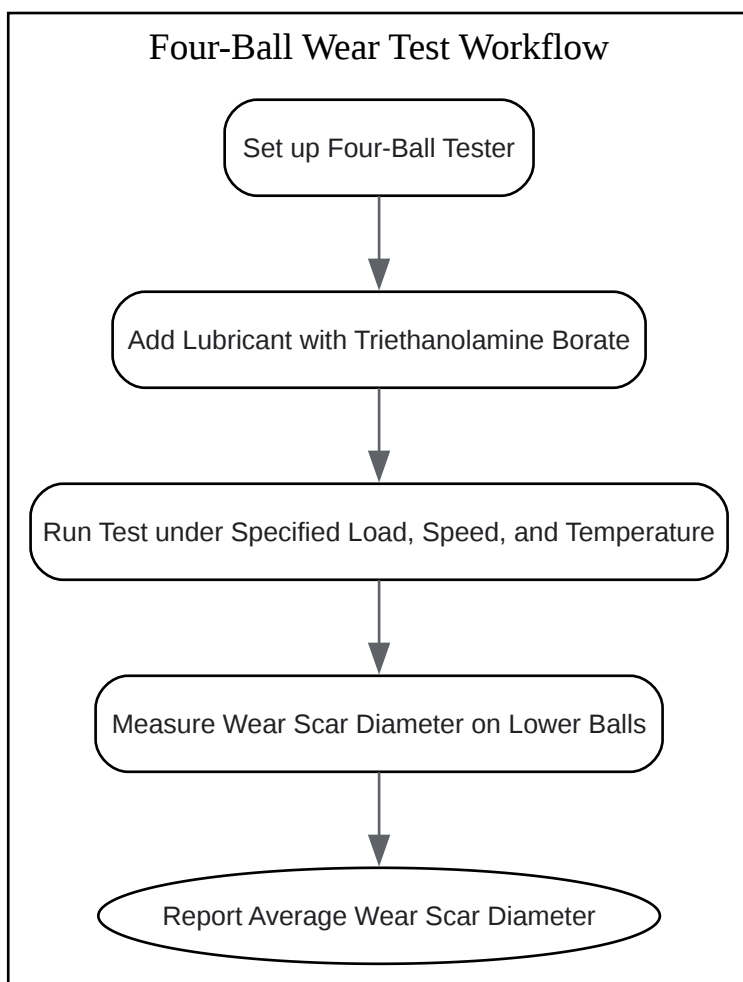 Four-Ball Wear Test Workflow
Set up Four-Ball Tester
Add Lubricant with Triethanolamine Borate
Run Test under Specified Load, Speed, and Temperature
Measure Wear Scar Diameter on Lower Balls
Report Average Wear Scar Diameter